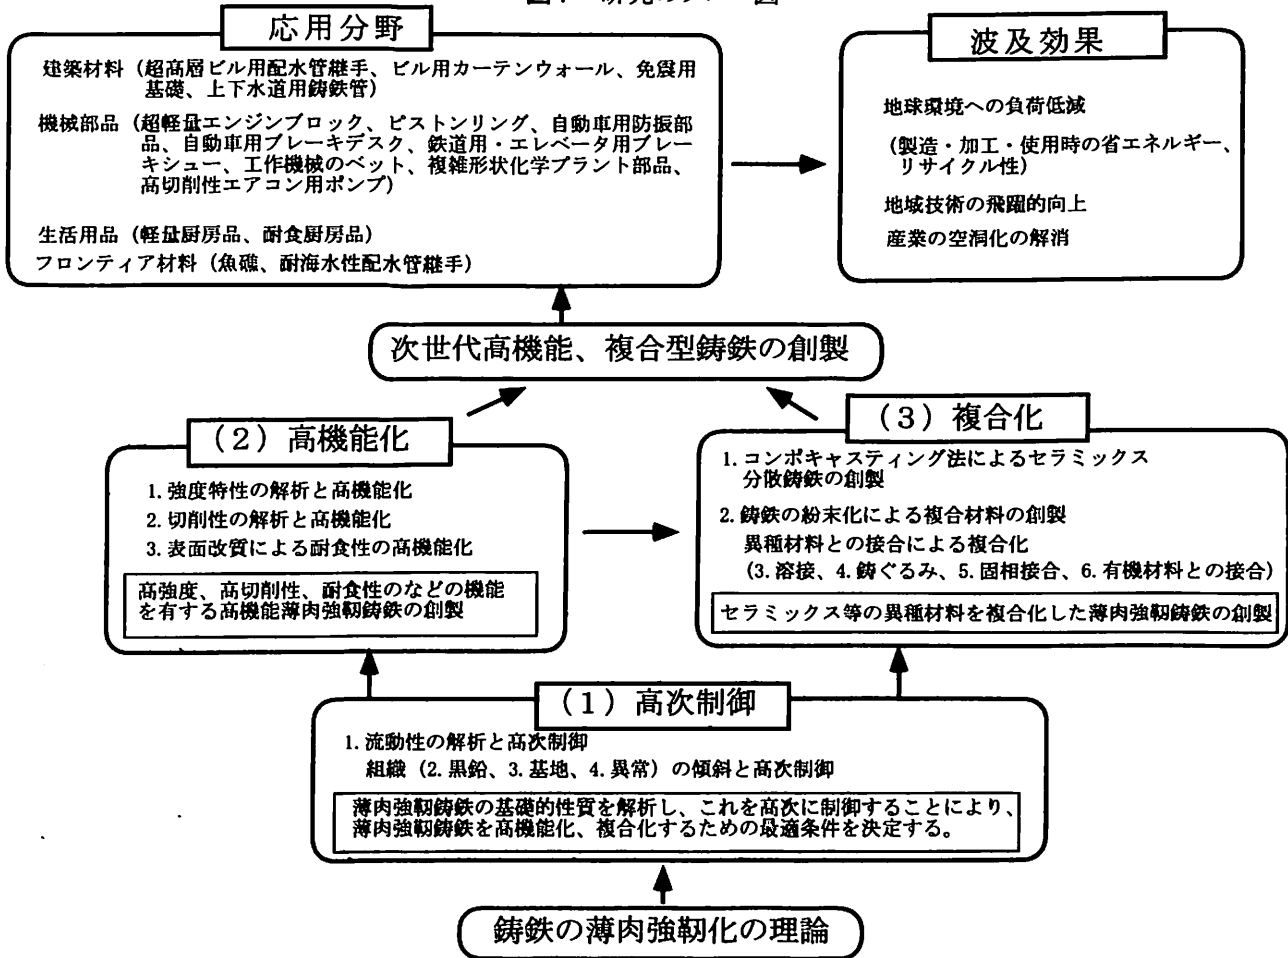 応用分野
建築材料（超高層ビル用配水管継手、ビル用カーテンウォール、免震用
基礎、上下水道用鋳鉄管）
機械部品（超軽量エンジンブロック、ピストンリング、自動車用防振部
品、自動車用ブレーキデスク、鉄道用・エレベータ用ブレー
キシュー、工作機械のベット、複雑形状化学プラント部品、
高切削性エアコン用ポンプ）
生活用品（軽量厨房品、耐食厨房品）
フロンティア材料（魚礁、耐海水性配水管継手）
波及効果
地球環境への負荷低減
（製造・加工・使用時の省エネルギー、
リサイクル性）
地域技術の飛躍的向上
産業の空洞化の解消
次世代高機能、複合型鋳鉄の創製
（2）高機能化
1. 強度特性の解析と高機能化
2. 切削性の解析と高機能化
3. 表面改質による耐食性の高機能化
高強度、高切削性、耐食性のなどの機能
を有する高機能薄肉強靭鋳鉄の創製
（3）複合化
1. コンポキャスティング法によるセラミックス
分散鋳鉄の創製
2. 鋳鉄の粉末化による複合材料の創製
異種材料との接合による複合化
（3. 溶接、4. 鋳ぐるみ、5. 固相接合、6. 有機材料との接合）
セラミックス等の異種材料を複合化した薄肉強靭鋳鉄の創製
（1）高次制御
1. 流動性の解析と高次制御
組織（2. 黒鉛、3. 基地、4. 異常）の傾斜と高次制御
薄肉強靭鋳鉄の基礎的性質を解析し、これを高次に制御することにより、
薄肉強靭鋳鉄を高機能化、複合化するための最適条件を決定する。
鋳鉄の薄肉強靭化の理論